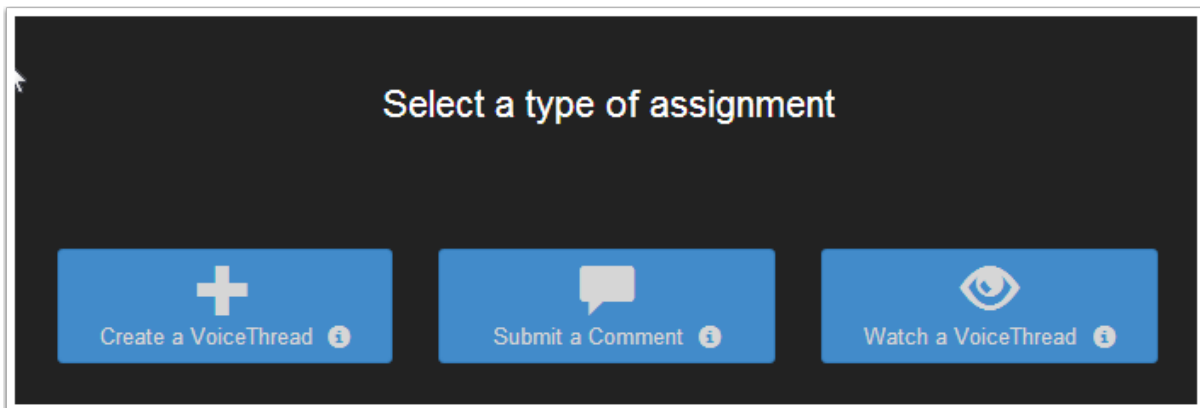 Select a type of assignment
Create a VoiceThread
Submit a Comment
Watch a VoiceThread